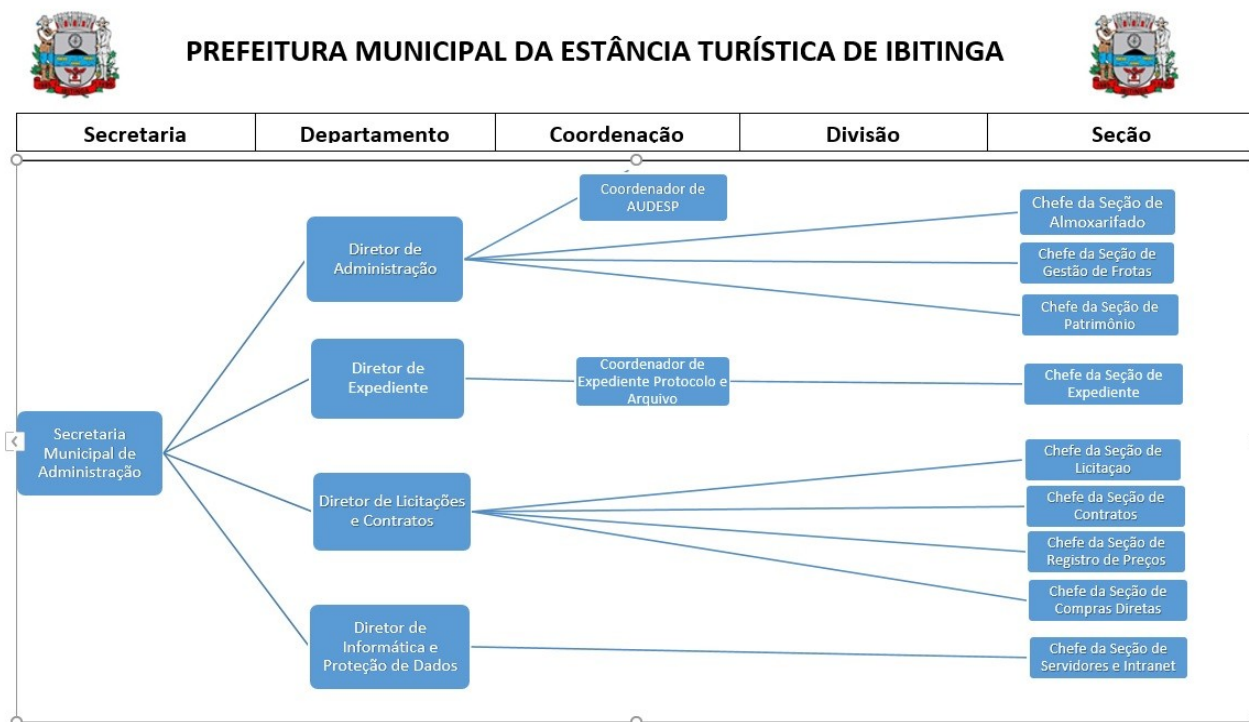 PREFEITURA MUNICIPAL DA ESTÂNCIA TURÍSTICA DE IBITINGA
IBITINGA
IBITINGA
Secretaria
Departamento
Coordenação
Divisão
Seção
Coordenador de
AUDESP
Chefe da Seção de
Almoxarifado
Diretor de
Administração
Chefe da Seção de
Gestão de Frotas
Chefe da Seção de
Patrimônio
Diretor de
Expediente
Coordenador de
Expediente Protocolo e
Arquivo
Chefe da Seção de
Expediente
Secretaria
Municipal de
Administração
Chefe da Seção de
Licitaçao
Diretor de Licitações
e Contratos
Chefe da Seção de
Contratos
Chefe da Seção de
Registro de Preços
Chefe da Seção de
Compras Diretas
Diretor de
Informática e
Proteção de Dados
Chefe da Seção de
Servidores e Intranet